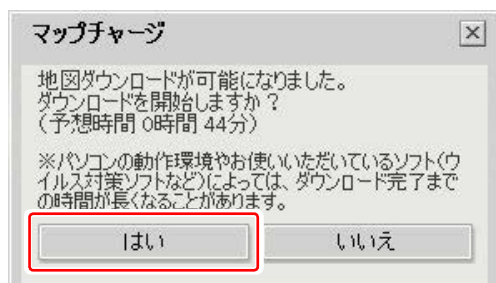 マップチャージ
地図ダウンロードが可能になりました。
ダウンロードを開始しますか？
（予想時間 0時間 44分）
※パソコンの動作環境やお使いいただいているソフト(ウ
イルス対策ソフトなど)によっては、ダウンロード完了まで
の時間が長くなることがあります。
はい
いいえ